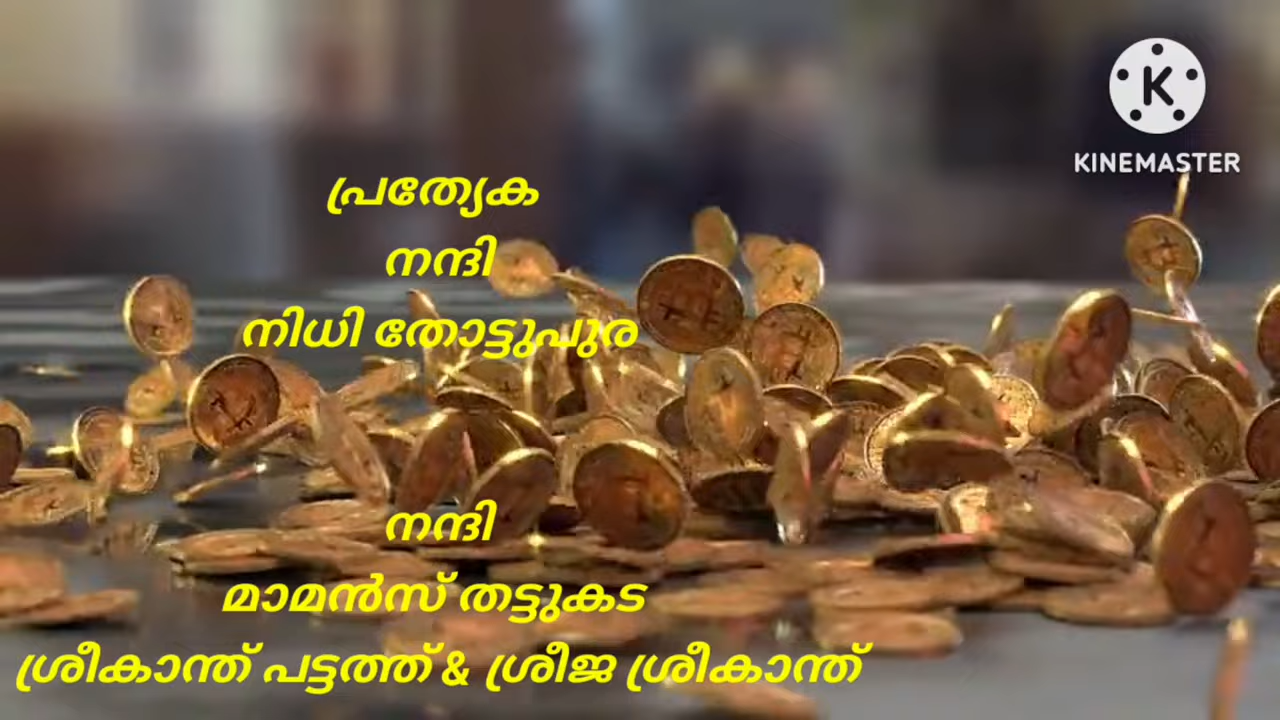 KINEMASTER
പ്രത്യേക
നന്ദി
നിധി തോട്ടുപുര
നന്ദി
മാമൻസ് തട്ടുകട
ശ്രീകാന്ത് പട്ടത്ത് & ശ്രീജ ശ്രീകാന്ത്